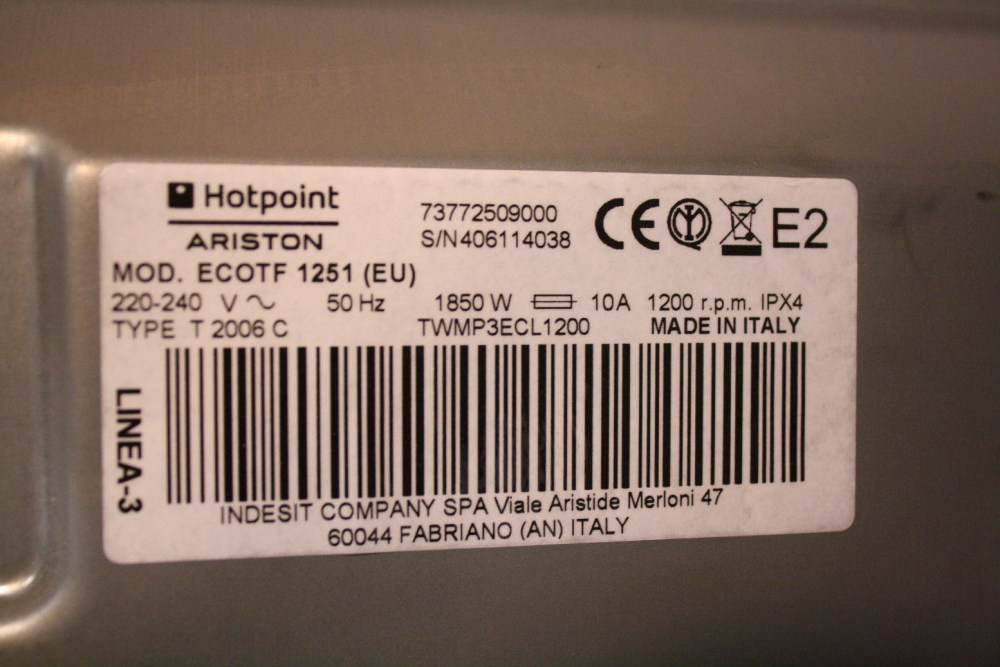 Hotpoint
ARISTON
73772509000
S/N406114038
CE E2
MOD. ECOTF 1251 (EU)
220-240 V 50 Hz 1850 W 10A 1200 r.p.m. IPX4
TYPE T 2006 C TWMP3ECL1200 MADE IN ITALY
LINEA-3
INDESIT COMPANY SPA Viale Aristide Merloni 47
60044 FABRIANO (AN) ITALY